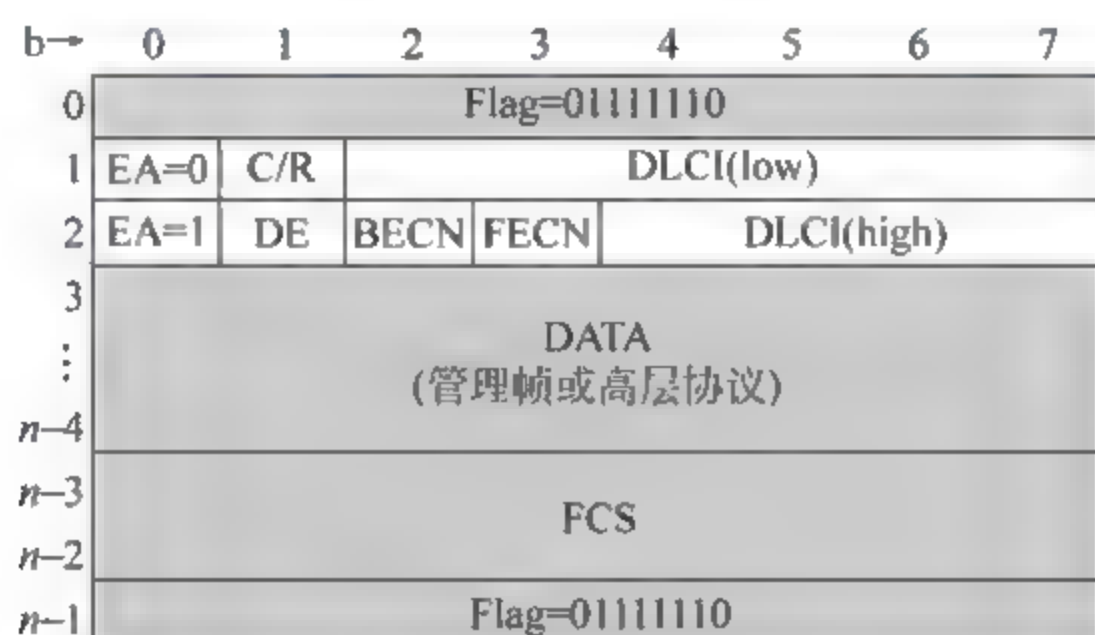 b→ 0 1 2 3 4 5 6 7
0 Flag=01111110
1 EA=0 C/R DLCI(low)
2 EA=1 DE BECN FECN DLCI(high)
3
⋮
DATA
(管理帧或高层协议)
n-4
n-3
FCS
n-2
n-1 Flag=01111110